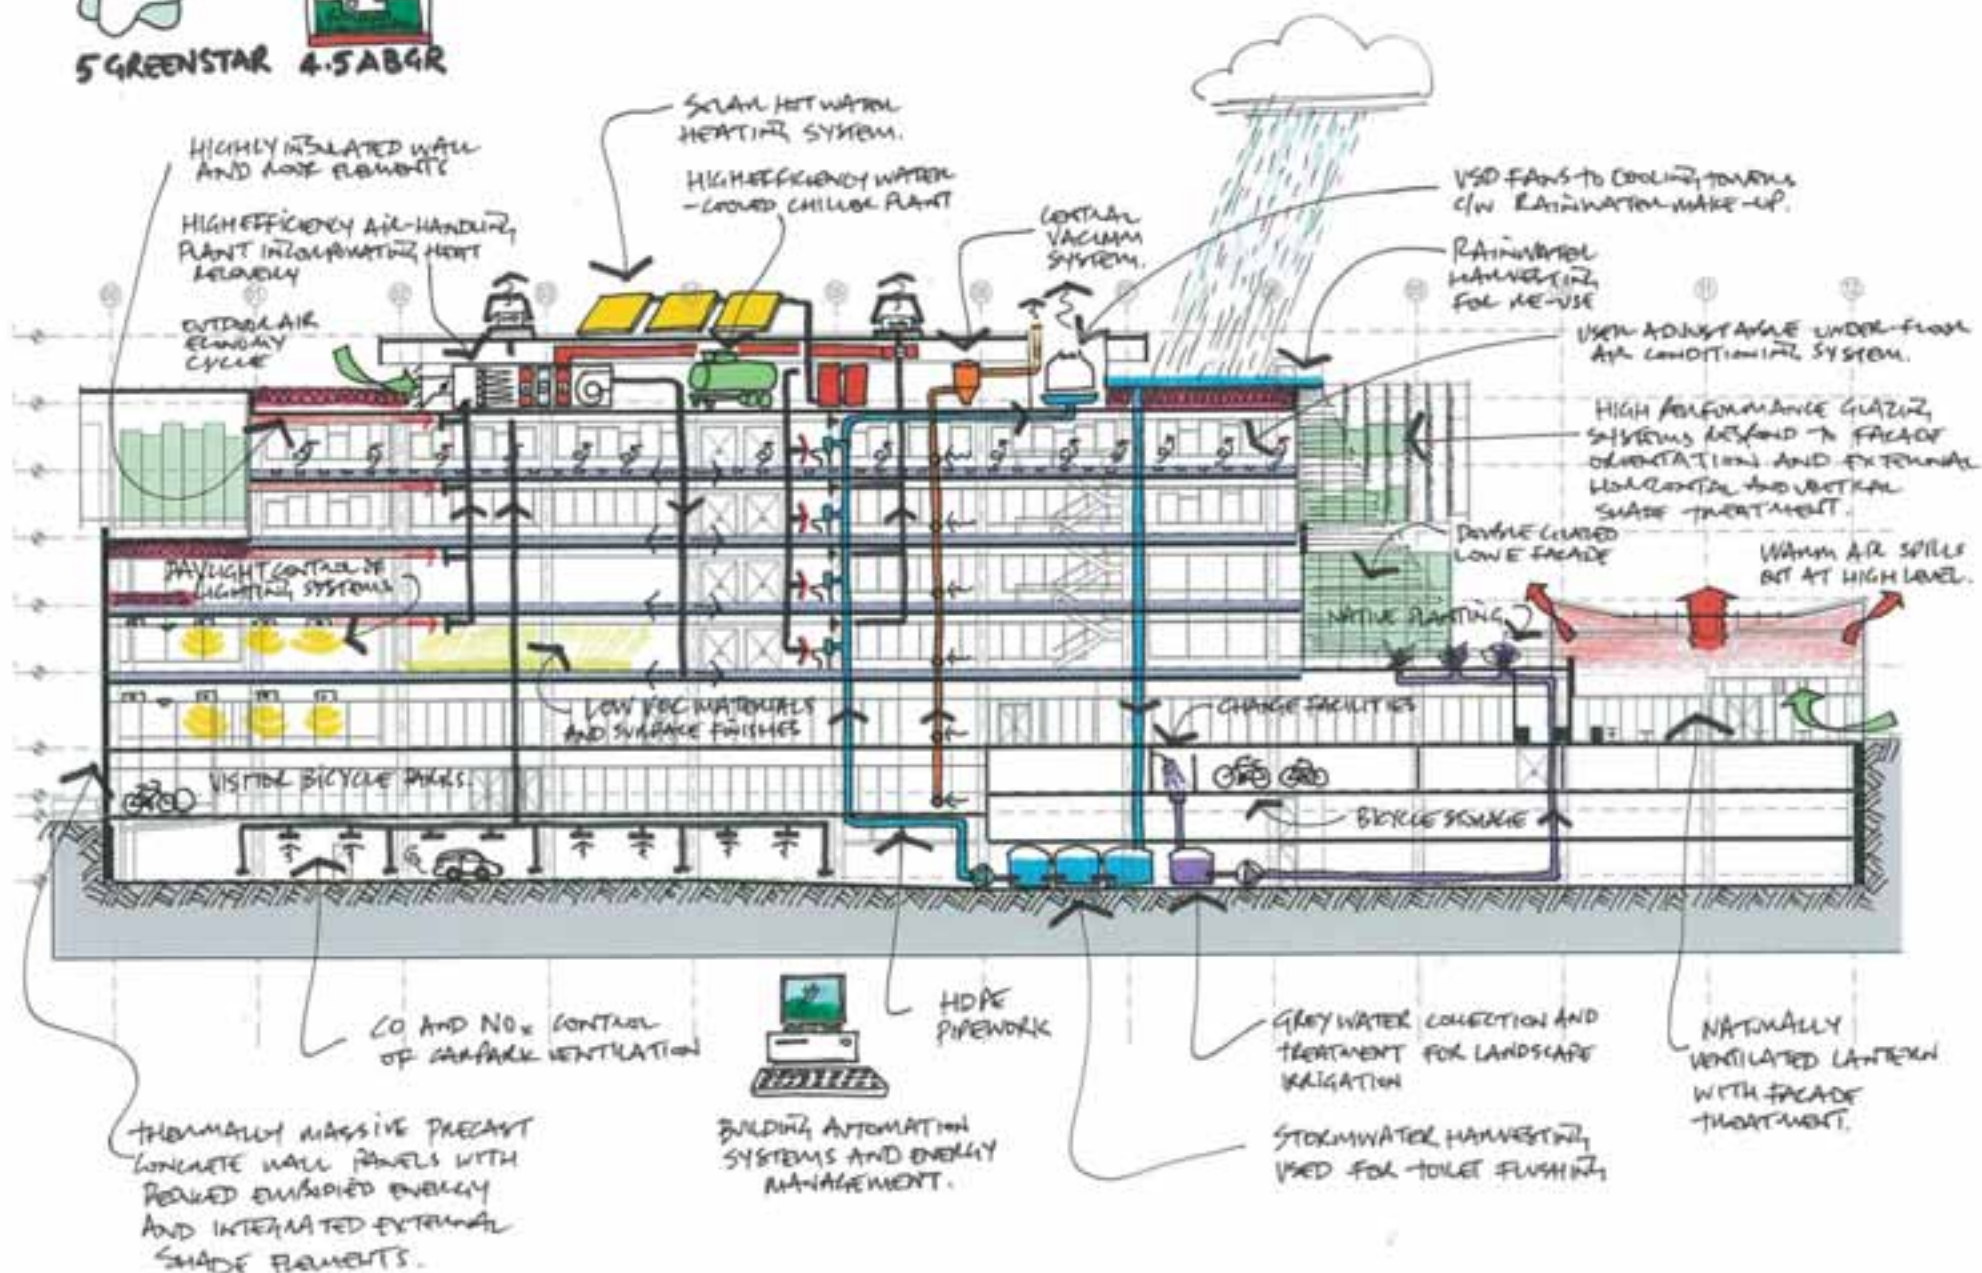 5 GREENSTAR 4.5 ABGR
SOLAR HOT WATER
HEATING SYSTEM.
HIGHLY INSULATED WALL
AND ROOF ELEMENTS
HIGH EFFICIENCY WATER
-COOLED CHILLER PLANT
VSD FANS TO COOLING TOWERS
C/W RAINWATER MAKE-UP.
HIGH EFFICIENCY AIR-HANDLING
PLANT INCORPORATING HEAT
RECOVERY
CENTRAL
VACUUM
SYSTEM.
RAINWATER
HARVESTING
FOR RE-USE
OUTDOOR AIR
ECONOMY
CYCLE
USER ADJUSTABLE UNDER-FLOOR
AIR CONDITIONING SYSTEM.
HIGH PERFORMANCE GLAZING
SYSTEMS RESPOND TO FACADE
ORIENTATION AND EXTERNAL
HORIZONTAL AND VERTICAL
SHADE TREATMENT.
DOUBLE GLAZED
LOW E FACADE
WARM AIR SPILLS
OUT AT HIGH LEVEL.
DAYLIGHT CONTROL OF
LIGHTING SYSTEMS
NATIVE PLANTING
LOW VOC MATERIALS
AND SURFACE FINISHES
CHANGE FACILITIES
VISITOR BICYCLE PARKS.
BICYCLE STORAGE
CO AND NOx CONTROL
OF CARPARK VENTILATION
HDPE
PIPEWORK
GREY WATER COLLECTION AND
TREATMENT FOR LANDSCAPE
IRRIGATION
NATURALLY
VENTILATED LANTERN
WITH FACADE
TREATMENT.
THERMALLY MASSIVE PRECAST
CONCRETE WALL PANELS WITH
REDUCED EMBODIED ENERGY
AND INTEGRATED EXTERNAL
SHADE ELEMENTS.
BUILDING AUTOMATION
SYSTEMS AND ENERGY
MANAGEMENT.
STORMWATER HARVESTING
USED FOR TOILET FLUSHING